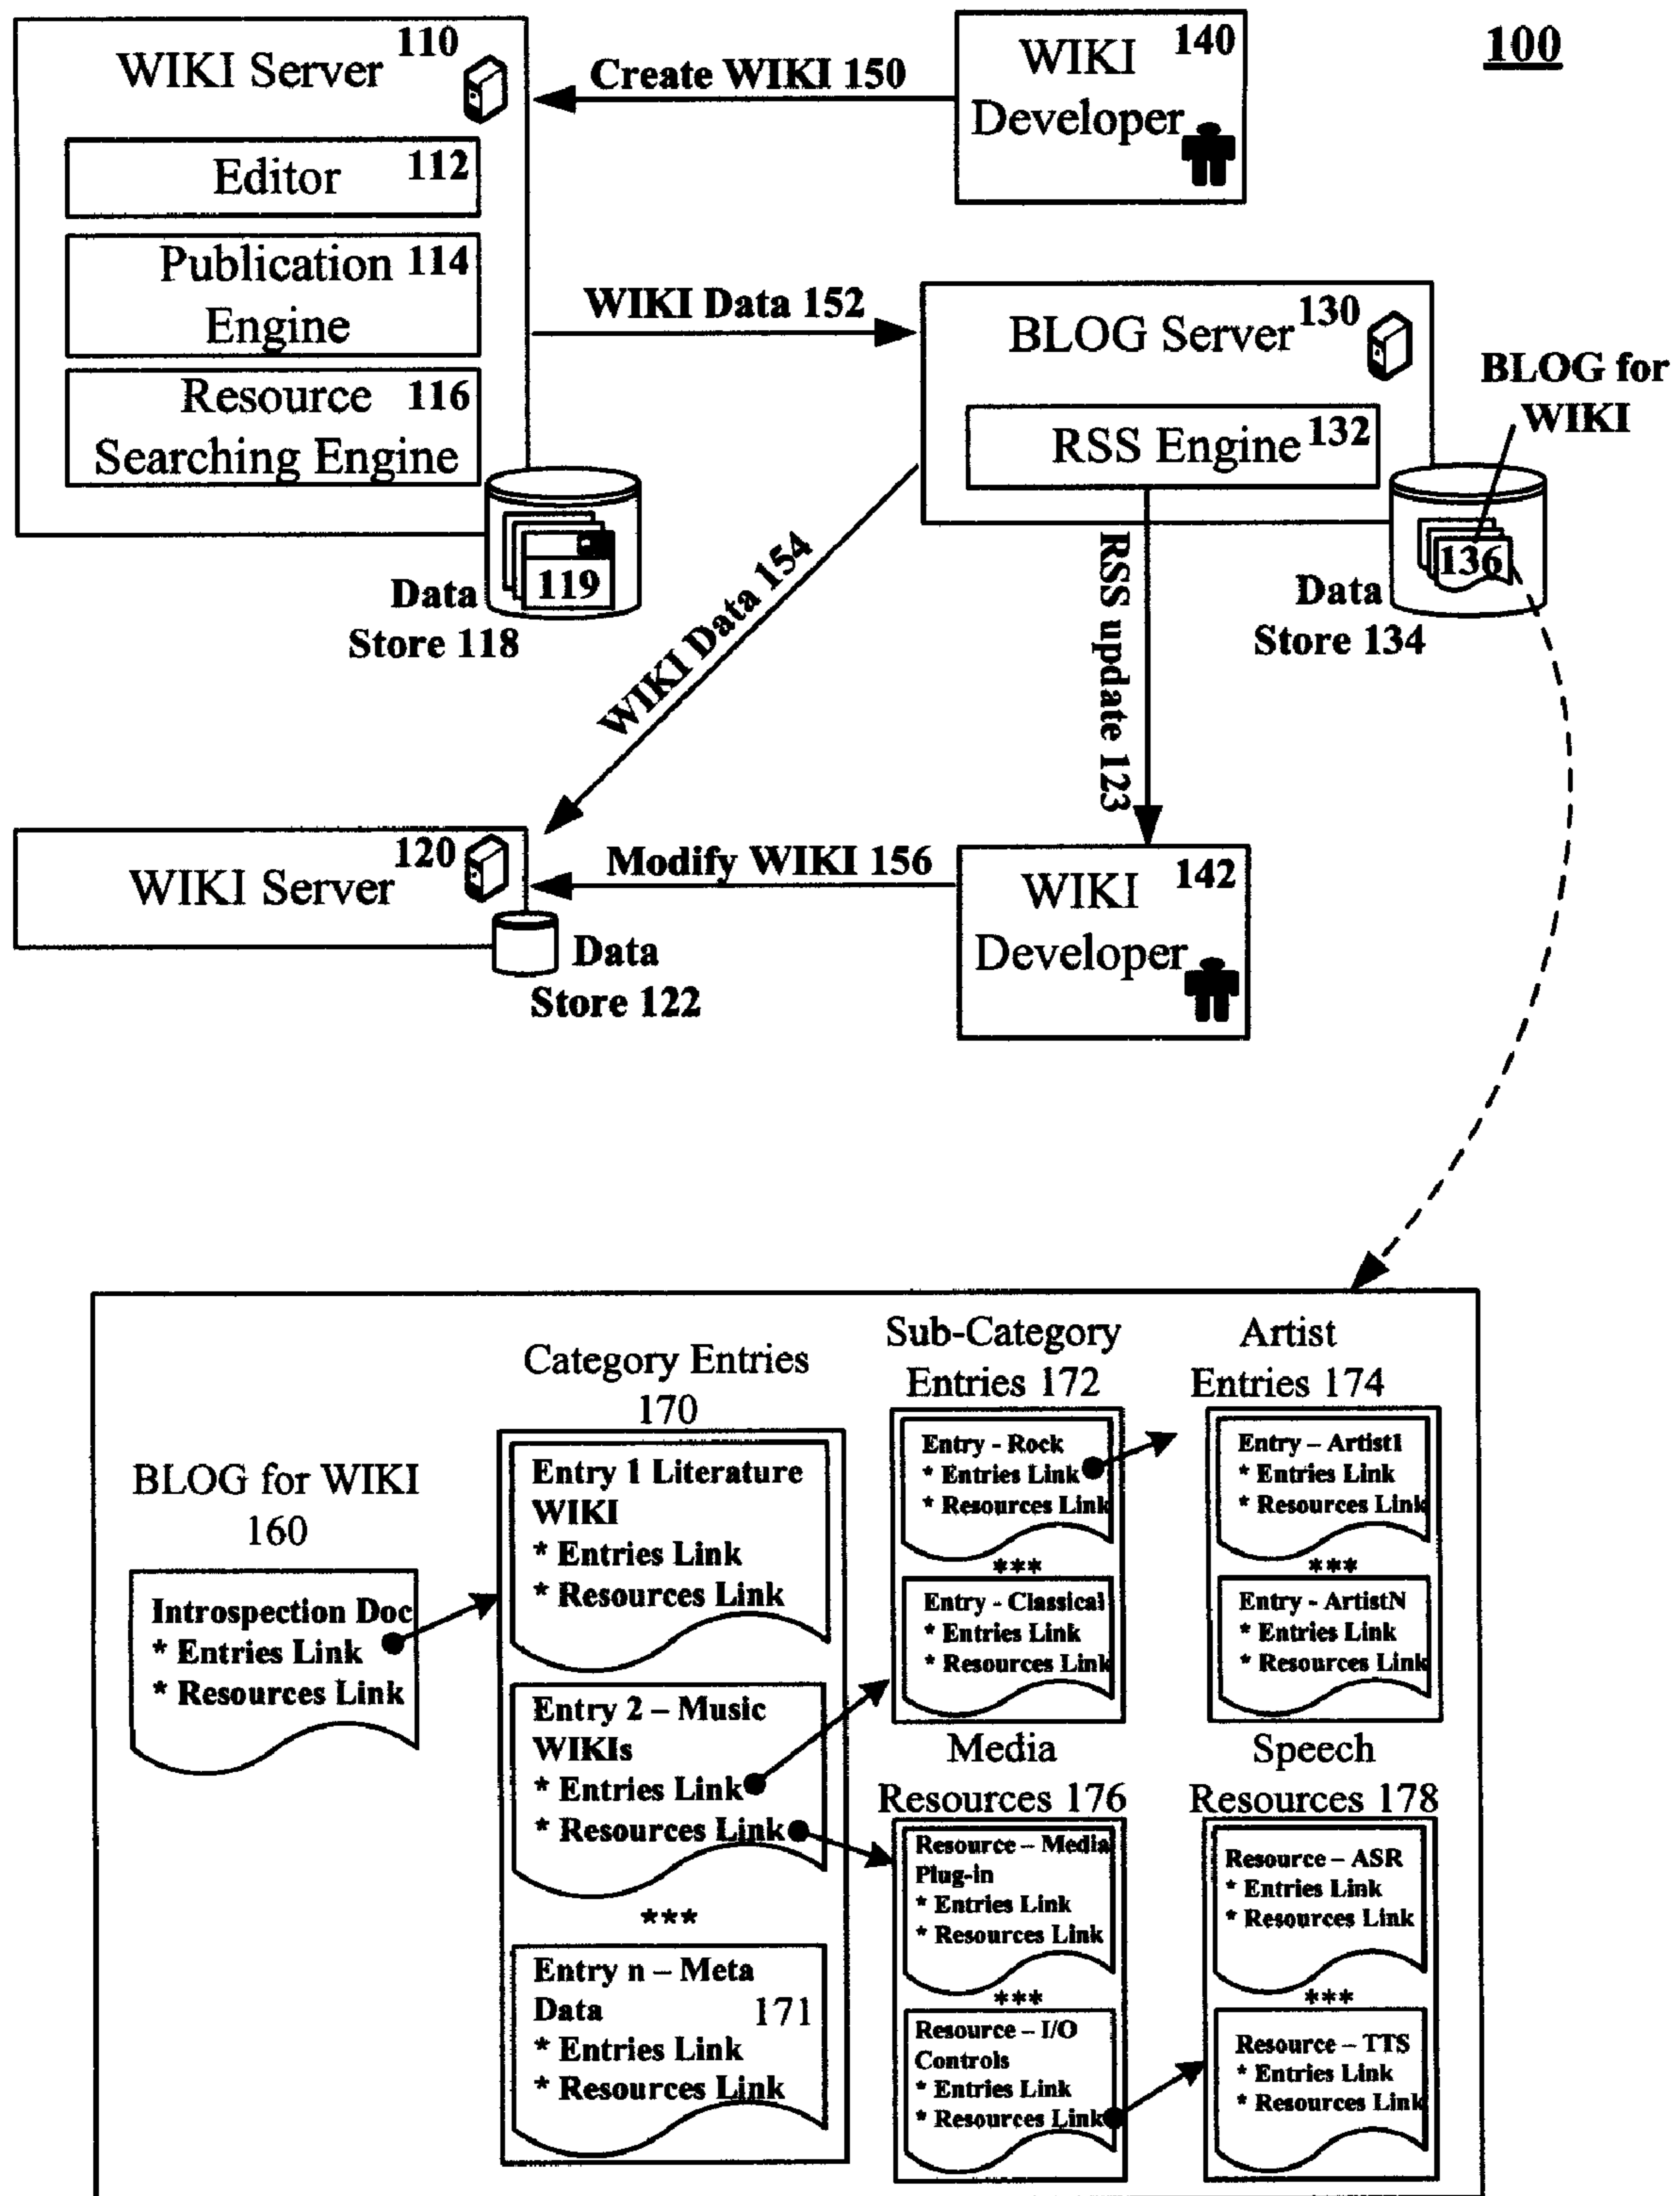 100
WIKI Server 110
Editor 112
Publication 114
Engine
Resource 116
Searching Engine
119
Data
Store 118
Create WIKI 150
WIKI 140
Developer
WIKI Data 152
BLOG Server 130
RSS Engine 132
BLOG for
WIKI
136
Data
Store 134
WIKI Data 154
RSS update 123
WIKI Server 120
Data
Store 122
Modify WIKI 156
WIKI 142
Developer
BLOG for WIKI
160
Introspection Doc
* Entries Link
* Resources Link
Category Entries
170
Entry 1 Literature
WIKI
* Entries Link
* Resources Link
Entry 2 – Music
WIKIs
* Entries Link
* Resources Link
***
Entry n – Meta
Data 171
* Entries Link
* Resources Link
Sub-Category
Entries 172
Entry - Rock
* Entries Link
* Resources Link
***
Entry - Classical
* Entries Link
* Resources Link
Artist
Entries 174
Entry – Artist1
* Entries Link
* Resources Link
***
Entry - ArtistN
* Entries Link
* Resources Link
Media
Resources 176
Resource – Media
Plug-in
* Entries Link
* Resources Link
***
Resource – I/O
Controls
* Entries Link
* Resources Link
Speech
Resources 178
Resource – ASR
* Entries Link
* Resources Link
***
Resource – TTS
* Entries Link
* Resources Link